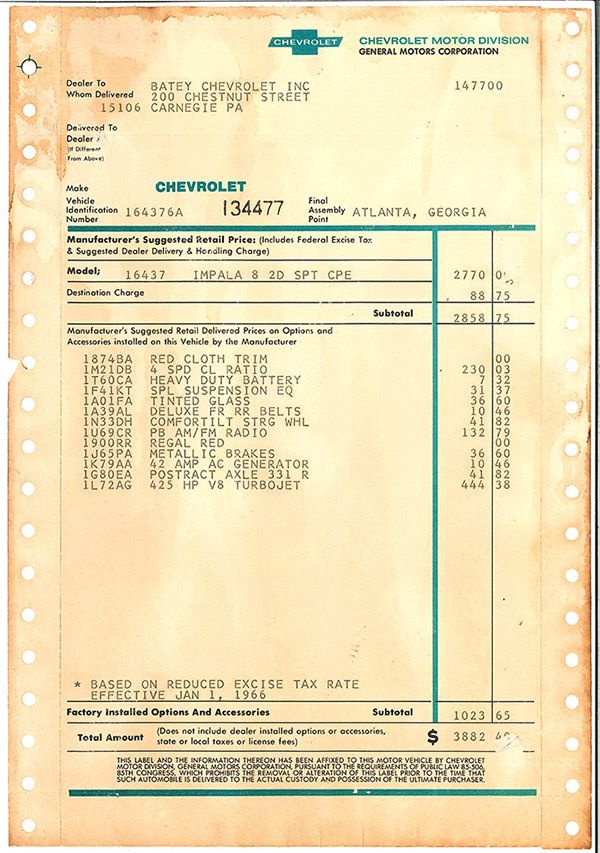 CHEVROLET CHEVROLET MOTOR DIVISION
GENERAL MOTORS CORPORATION
Dealer To BATEY CHEVROLET INC 147700
Whom Delivered 200 CHESTNUT STREET
15106 CARNEGIE PA
Delivered To
Dealer
(If Different
From Above)
Make CHEVROLET
Vehicle Identification Number 164376A 134477 Final Assembly Point ATLANTA, GEORGIA
Manufacturer's Suggested Retail Price: (Includes Federal Excise Tax
& Suggested Dealer Delivery & Handling Charge)
Model; 16437 IMPALA 8 2D SPT CPE 2770
Destination Charge 88 75
Subtotal 2858 75
Manufacturer's Suggested Retail Delivered Prices on Options and
Accessories installed on this Vehicle by the Manufacturer
1874BA RED CLOTH TRIM 00
1M21DB 4 SPD CL RATIO 230 03
1T60CA HEAVY DUTY BATTERY 7 32
1F41KT SPL SUSPENSION EQ 31 37
1A01FA TINTED GLASS 36 60
1A39AL DELUXE FR RR BELTS 10 46
1N33DH COMFORTILT STRG WHL 41 82
1U69CR PB AM/FM RADIO 132 79
1900RR REGAL RED 00
1J65PA METALLIC BRAKES 36 60
1K79AA 42 AMP AC GENERATOR 10 46
1G80EA POSTRACT AXLE 331 R 41 82
1L72AG 425 HP V8 TURBOJET 444 38
* BASED ON REDUCED EXCISE TAX RATE
EFFECTIVE JAN 1, 1966
Factory Installed Options And Accessories Subtotal 1023 65
Total Amount (Does not include dealer installed options or accessories, state or local taxes or license fees) $ 3882
THIS LABEL AND THE INFORMATION THEREON HAS BEEN AFFIXED TO THIS MOTOR VEHICLE BY CHEVROLET
MOTOR DIVISION, GENERAL MOTORS CORPORATION, PURSUANT TO THE REQUIREMENTS OF PUBLIC LAW 85-506,
85TH CONGRESS, WHICH PROHIBITS THE REMOVAL OR ALTERATION OF THIS LABEL PRIOR TO THE TIME THAT
SUCH AUTOMOBILE IS DELIVERED TO THE ACTUAL CUSTODY AND POSSESSION OF THE ULTIMATE PURCHASER.